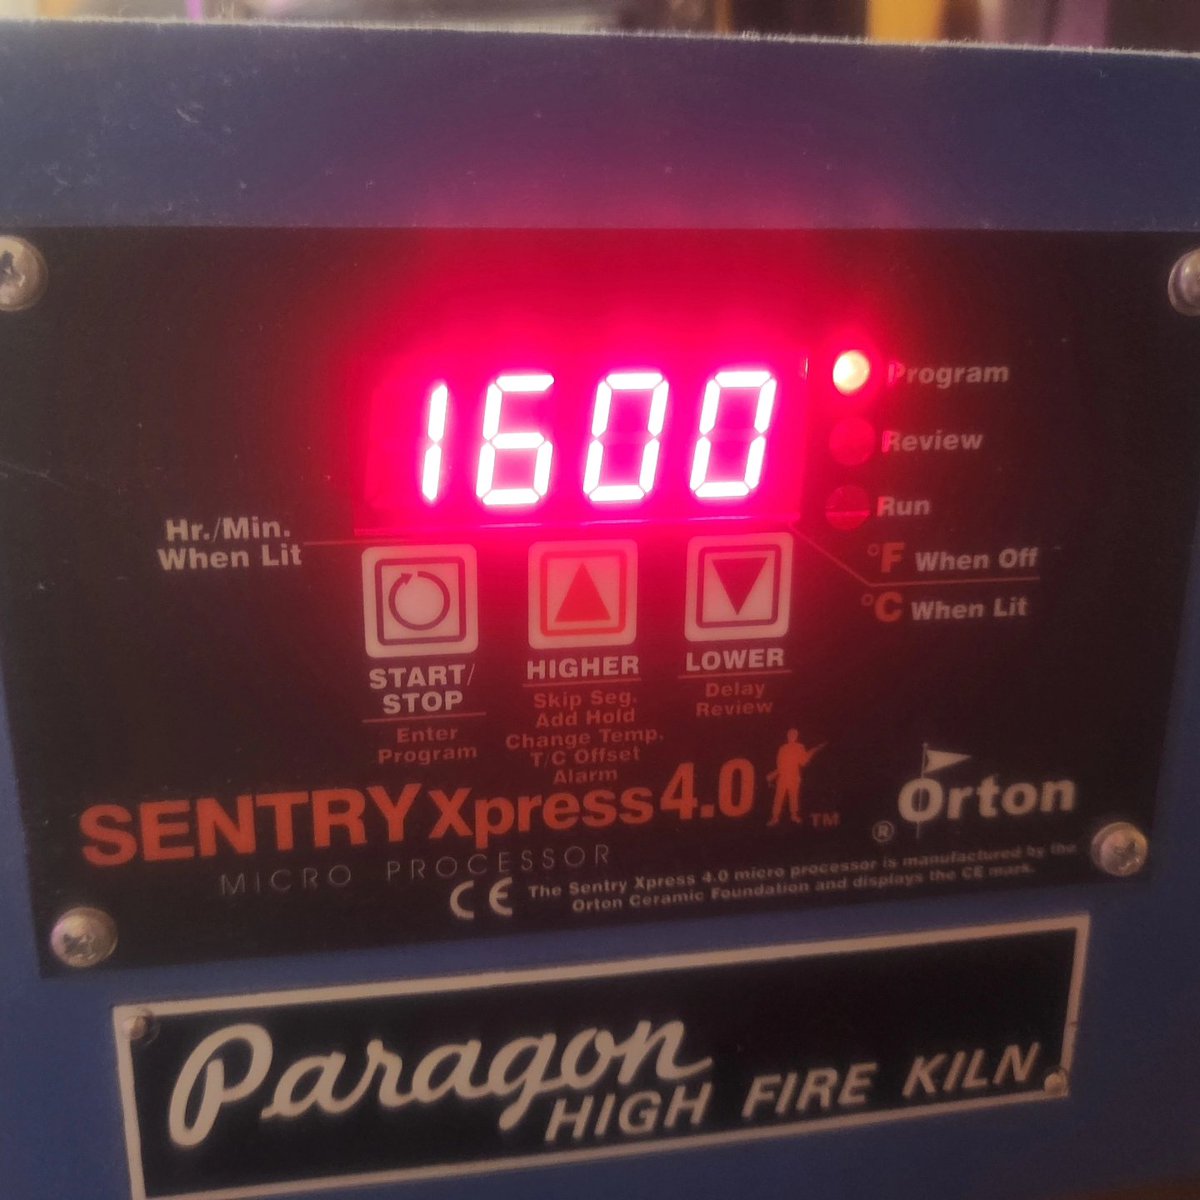 1600
Program
Review
Run
Hr./Min.
When Lit
°F When Off
°C When Lit
START/
STOP
Enter
Program
HIGHER
Skip Seg.
Add Hold
Change Temp.
T/C Offset
Alarm
LOWER
Delay
Review
SENTRY Xpress 4.0 TM
MICRO PROCESSOR
® Orton
CE The Sentry Xpress 4.0 micro processor is manufactured by the
Orton Ceramic Foundation and displays the CE mark.
Paragon
HIGH FIRE KILN